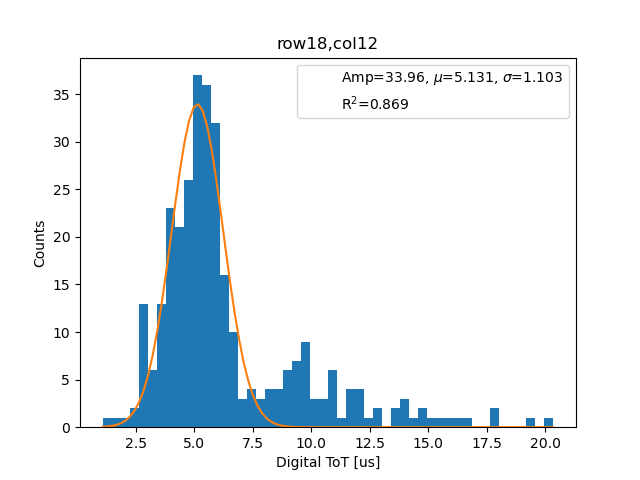 row18,col12
Amp=33.96, μ=5.131, σ=1.103
R²=0.869
Counts
35
30
25
20
15
10
5
0
2.5 5.0 7.5 10.0 12.5 15.0 17.5 20.0
Digital ToT [us]